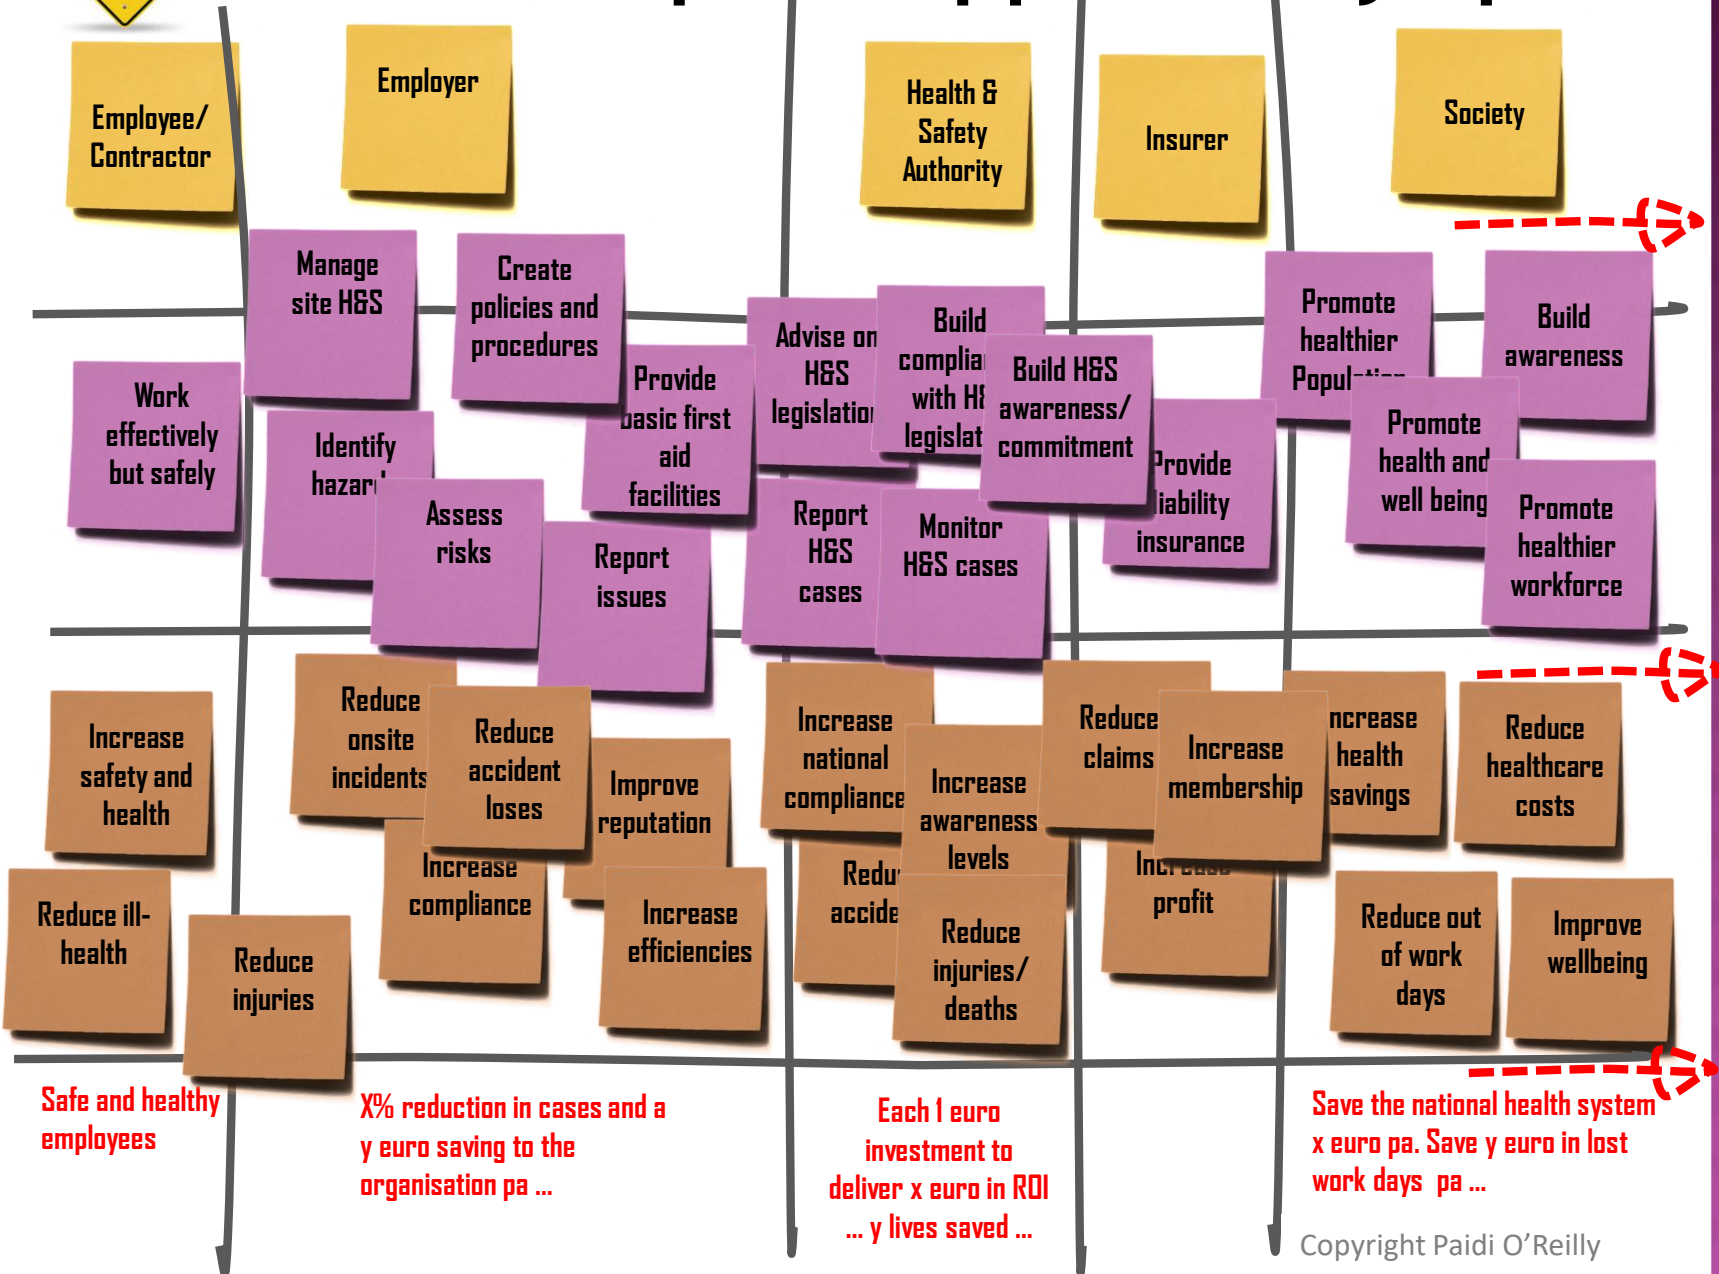 Employee/
Contractor
Employer
Health &
Safety
Authority
Insurer
Society
Work
effectively
but safely
Manage
site H&S
Create
policies and
procedures
Identify
Assess
risks
Provide
basic first
aid
facilities
Report
issues
Advise on
H&S
Build
with
Build H&S
awareness/
commitment
Report
H&S
cases
Monitor
H&S cases
Provide
liability
insurance
Promote
healthier
Population
Build
awareness
Promote
health and
well being
Promote
healthier
workforce
Increase
safety and
health
Reduce ill-
health
Reduce
injuries
Reduce
onsite
incidents
Reduce
accident
loses
Improve
reputation
Increase
compliance
Increase
efficiencies
Increase
national
compliance
Increase
awareness
levels
Reduce
injuries/
deaths
Reduce
claims
Increase
membership
Increase
profit
Increase
health
savings
Reduce
healthcare
costs
Reduce out
of work
days
Improve
wellbeing
Safe and healthy
employees
X% reduction in cases and a
y euro saving to the
organisation pa ...
Each 1 euro
investment to
deliver x euro in ROI
... y lives saved ...
Save the national health system
x euro pa. Save y euro in lost
work days pa ...
Copyright Paidi O'Reilly